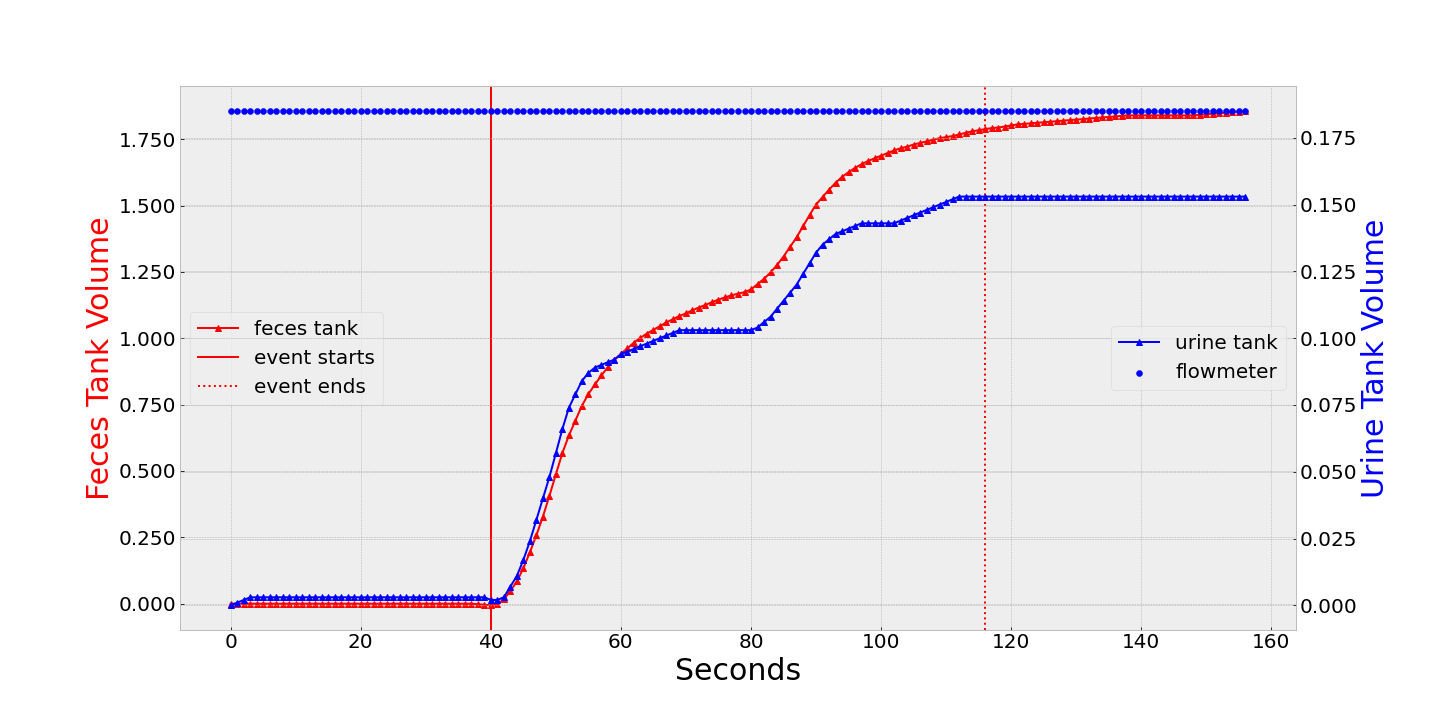 Feces Tank Volume
1.750
1.500
1.250
1.000
0.750
0.500
0.250
0.000
feces tank
event starts
event ends
0 20 40 60 80 100 120 140 160
Seconds
urine tank
flowmeter
0.175
0.150
0.125
0.100
0.075
0.050
0.025
0.000
Urine Tank Volume